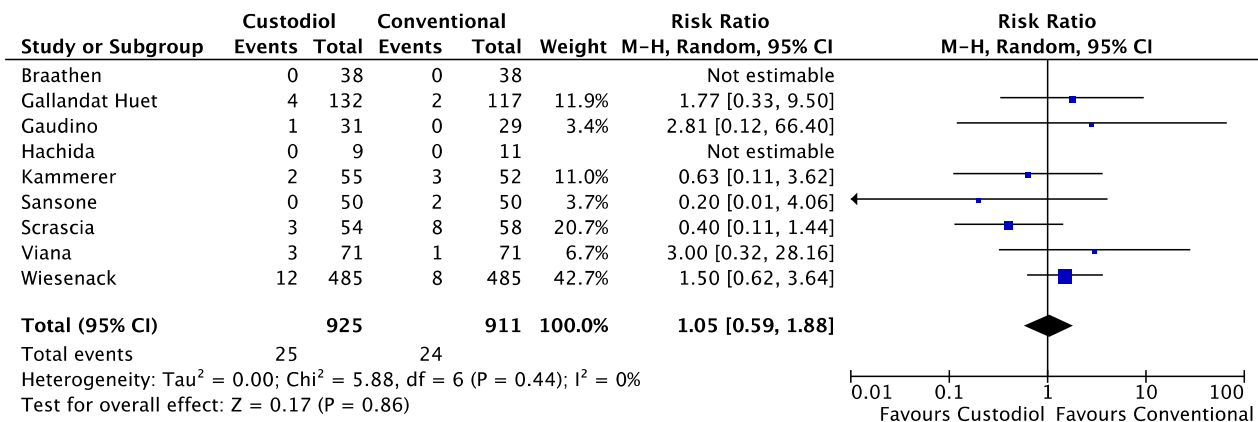 Custodiol Conventional Risk Ratio Risk Ratio
Study or Subgroup Events Total Events Total Weight M-H, Random, 95% CI M-H, Random, 95% CI
Braathen 0 38 0 38 Not estimable
Gallandat Huet 4 132 2 117 11.9% 1.77 [0.33, 9.50]
Gaudino 1 31 0 29 3.4% 2.81 [0.12, 66.40]
Hachida 0 9 0 11 Not estimable
Kammerer 2 55 3 52 11.0% 0.63 [0.11, 3.62]
Sansone 0 50 2 50 3.7% 0.20 [0.01, 4.06]
Scrascia 3 54 8 58 20.7% 0.40 [0.11, 1.44]
Viana 3 71 1 71 6.7% 3.00 [0.32, 28.16]
Wiesenack 12 485 8 485 42.7% 1.50 [0.62, 3.64]
Total (95% CI) 925 911 100.0% 1.05 [0.59, 1.88]
Total events 25 24
Heterogeneity: Tau² = 0.00; Chi² = 5.88, df = 6 (P = 0.44); I² = 0%
Test for overall effect: Z = 0.17 (P = 0.86)
0.01 0.1 1 10 100
Favours Custodiol Favours Conventional